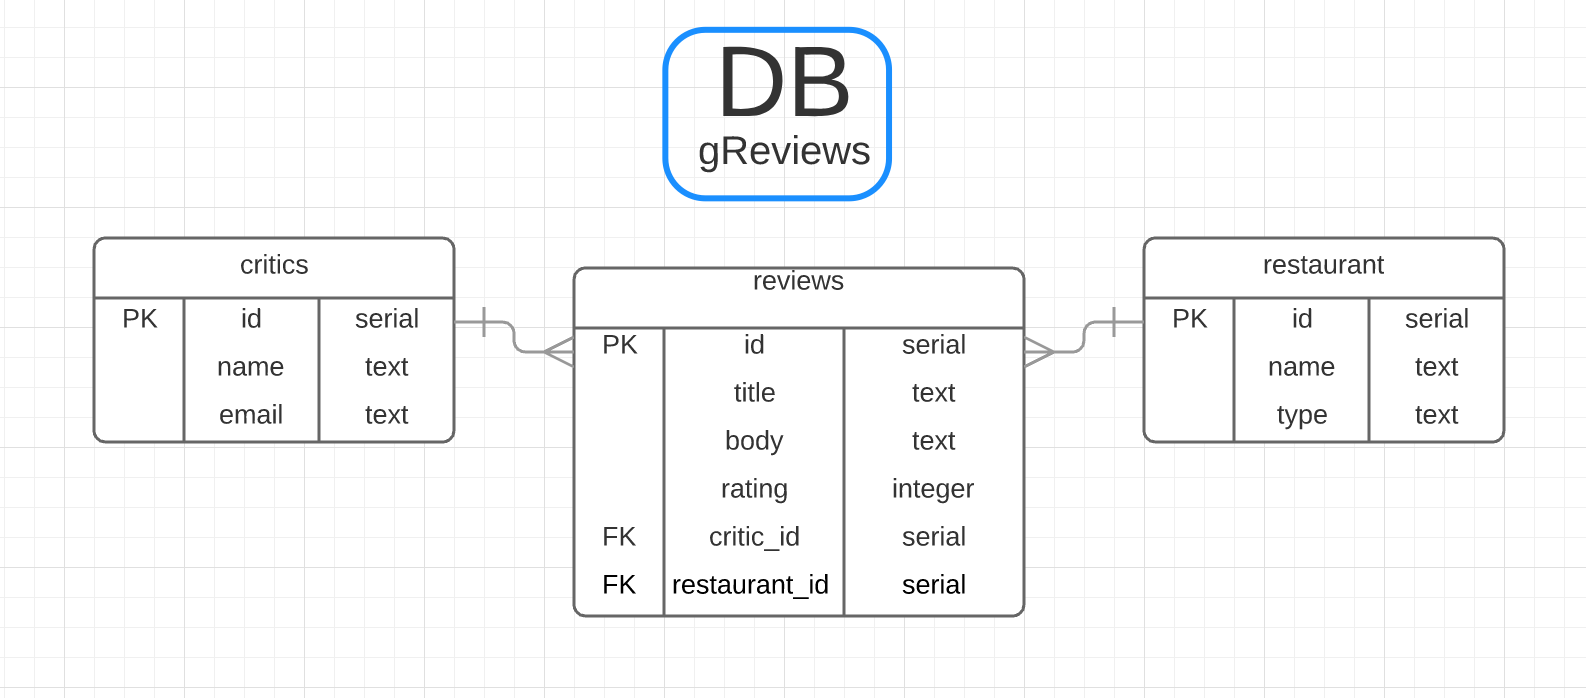 DB
gReviews
critics
PK id serial
name text
email text
reviews
PK id serial
title text
body text
rating integer
FK critic_id serial
FK restaurant_id serial
restaurant
PK id serial
name text
type text